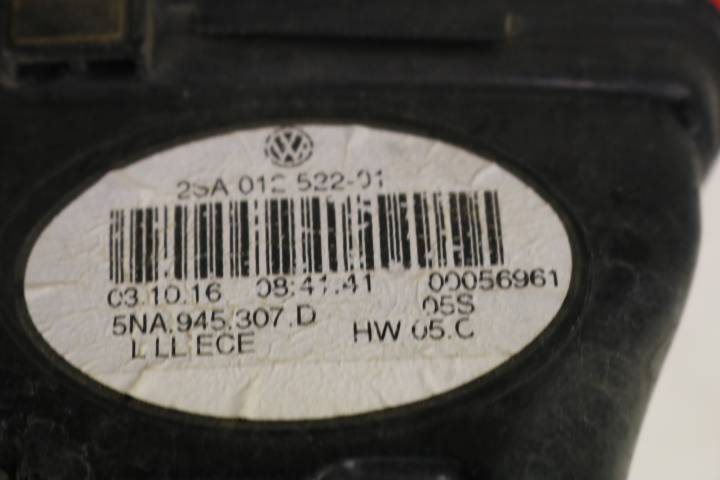 2SA 012 522-01
03.10.16 08:41:41 00056961
05S
5NA.945.307.D HW 05.C
L LL ECE